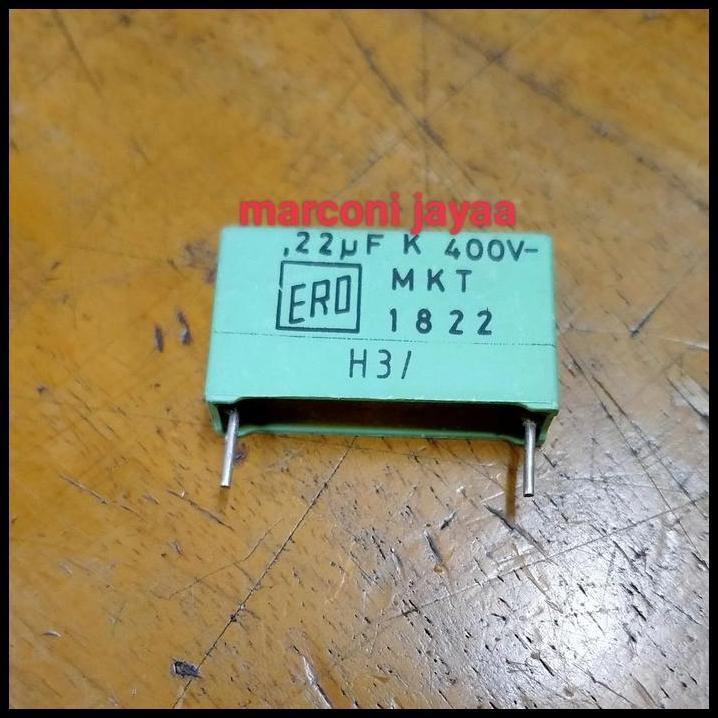 marconi jayaa
,22µF K 400V-
ERO MKT
1822
H3/